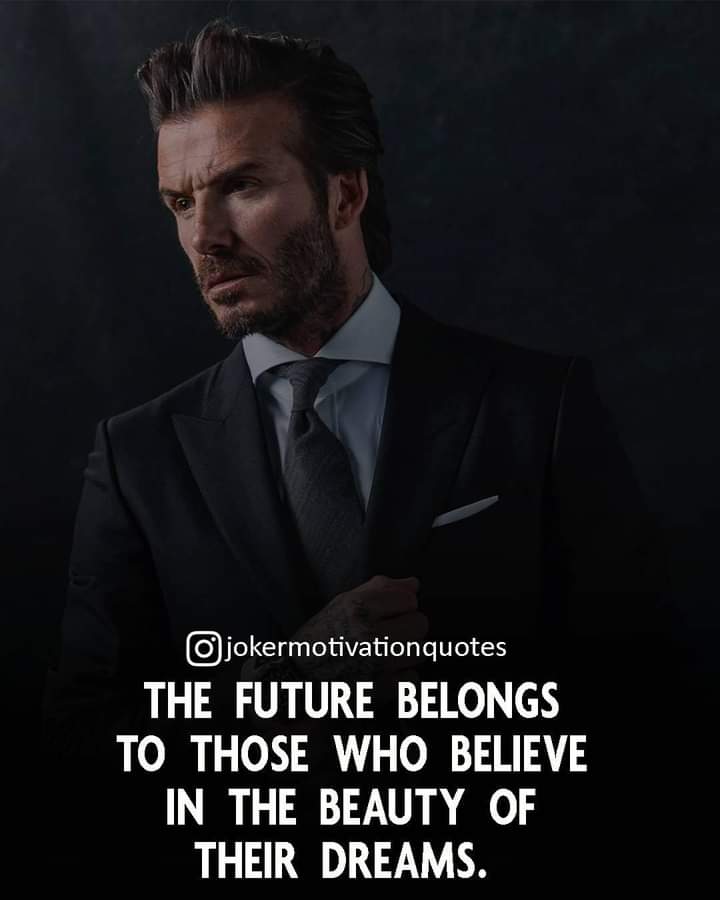 jokermotivationquotes
THE FUTURE BELONGS
TO THOSE WHO BELIEVE
IN THE BEAUTY OF
THEIR DREAMS.